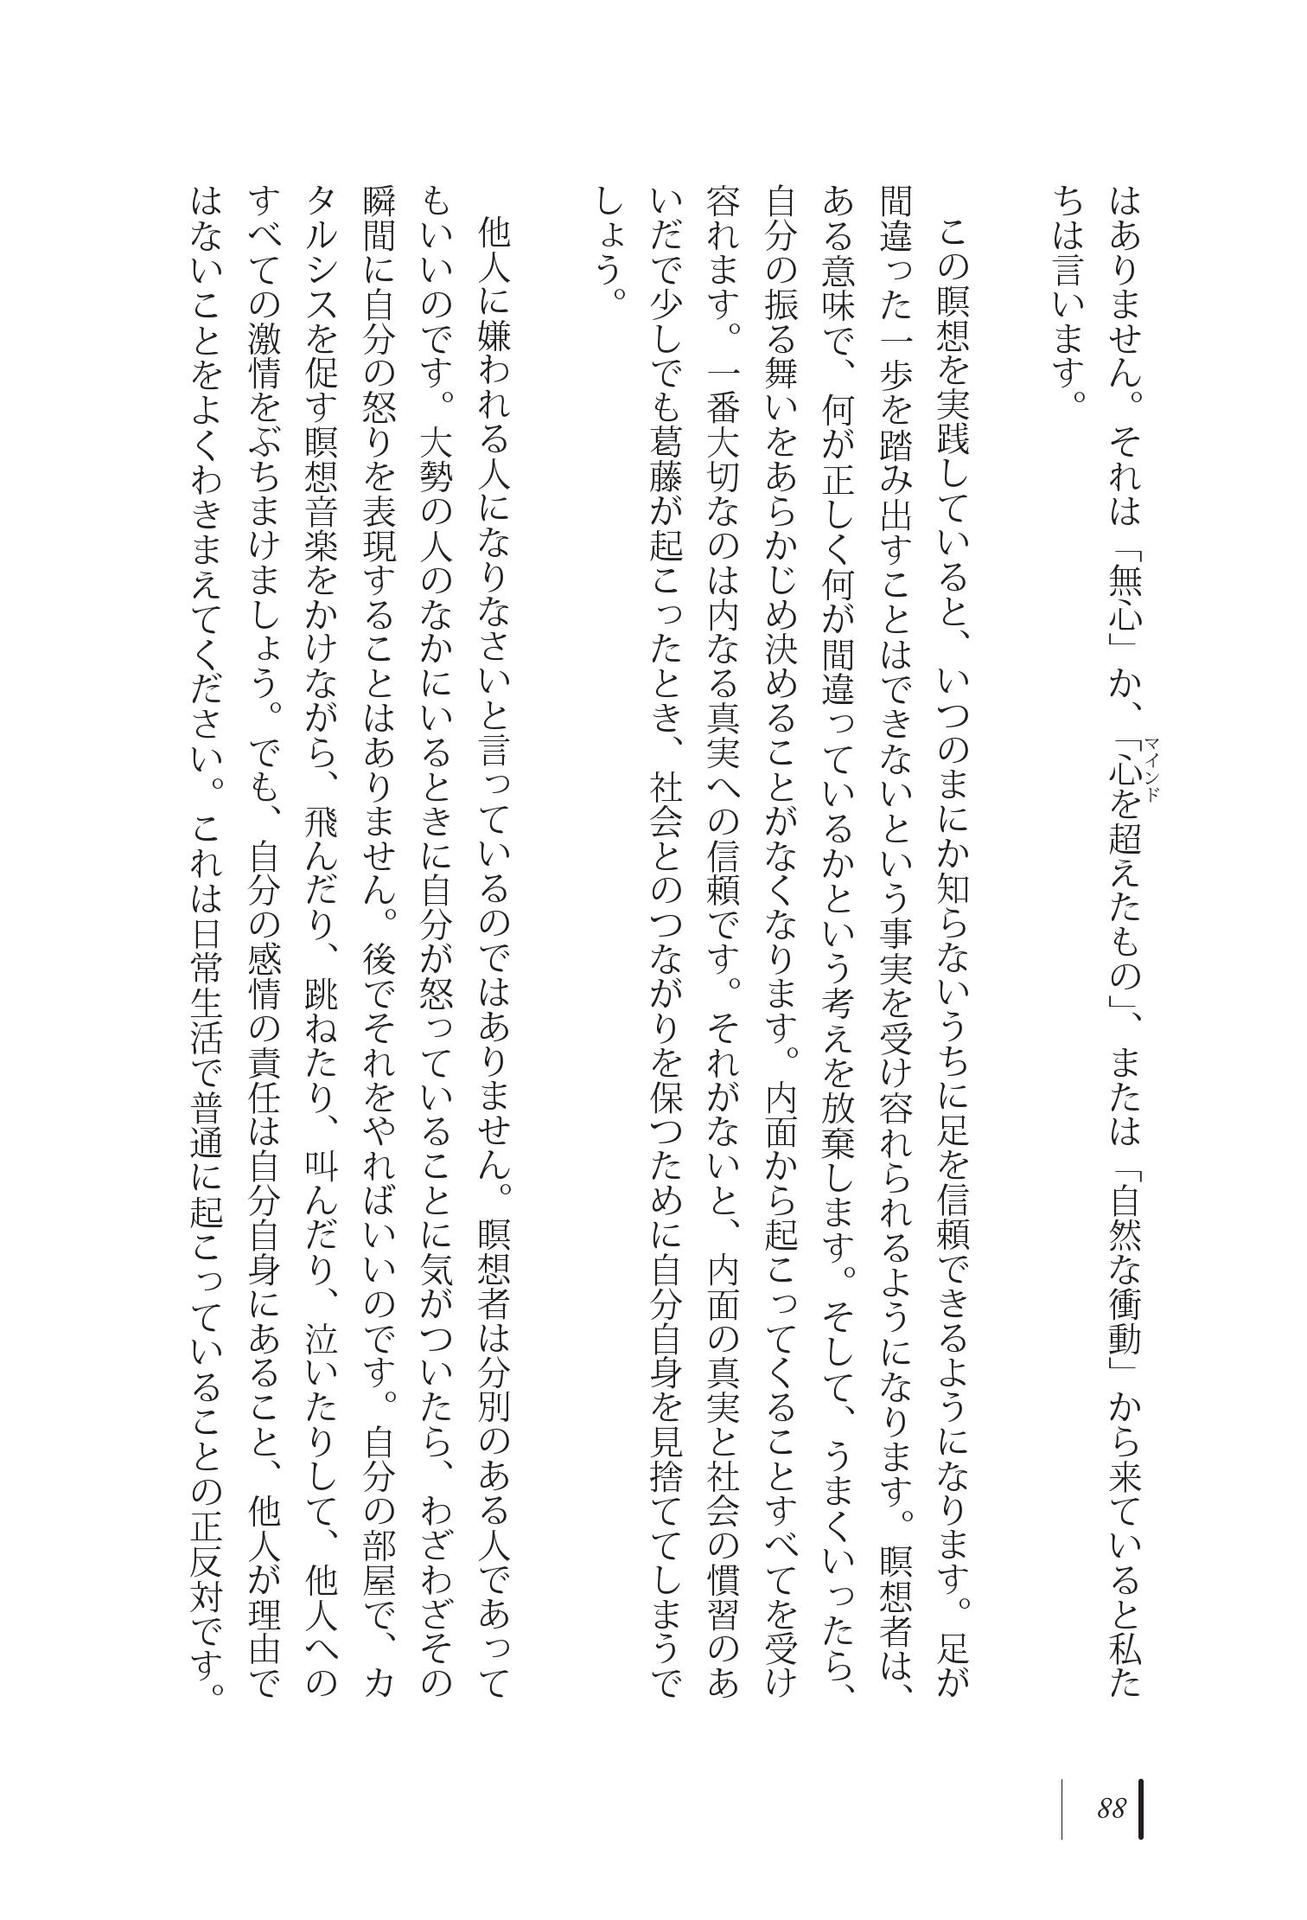 はありません。それは「無心」か、「心を超えたもの」、または「自然な衝動」から来ていると私た
マインド
ちは言います。
この瞑想を実践していると、いつのまにか知らないうちに足を信頼できるようになります。足が
間違った一歩を踏み出すことはできないという事実を受け容れられるようになります。瞑想者は、
ある意味で、何が正しく何が間違っているかという考えを放棄します。そして、うまくいったら、
自分の振る舞いをあらかじめ決めることがなくなります。内面から起こってくることすべてを受け
容れます。一番大切なのは内なる真実への信頼です。それがないと、内面の真実と社会の慣習のあ
いだで少しでも葛藤が起こったとき、社会とのつながりを保つために自分自身を見捨ててしまうで
しょう。
他人に嫌われる人になりなさいと言っているのではありません。瞑想者は分別のある人であって
もいいのです。大勢の人のなかにいるときに自分が怒っていることに気がついたら、わざわざその
瞬間に自分の怒りを表現することはありません。後でそれをやればいいのです。自分の部屋で、カ
タルシスを促す瞑想音楽をかけながら、飛んだり、跳ねたり、叫んだり、泣いたりして、他人への
すべての激情をぶちまけましょう。でも、自分の感情の責任は自分自身にあること、他人が理由で
はないことをよくわきまえてください。これは日常生活で普通に起こっていることの正反対です。
88